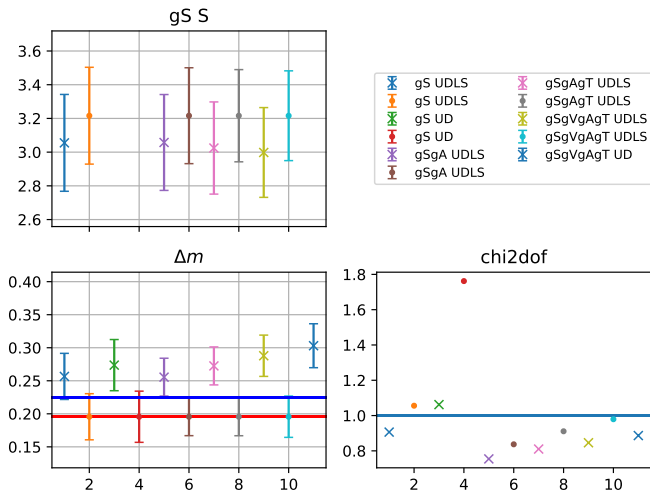 gS S
3.6
3.4
3.2
3.0
2.8
2.6
gS UDLS
gS UDLS
gS UD
gS UD
gSgA UDLS
gSgA UDLS
gSgAgT UDLS
gSgAgT UDLS
gSgVgAgT UDLS
gSgVgAgT UDLS
gSgVgAgT UD
Δm
0.40
0.35
0.30
0.25
0.20
0.15
2 4 6 8 10
chi2dof
1.8
1.6
1.4
1.2
1.0
0.8
2 4 6 8 10